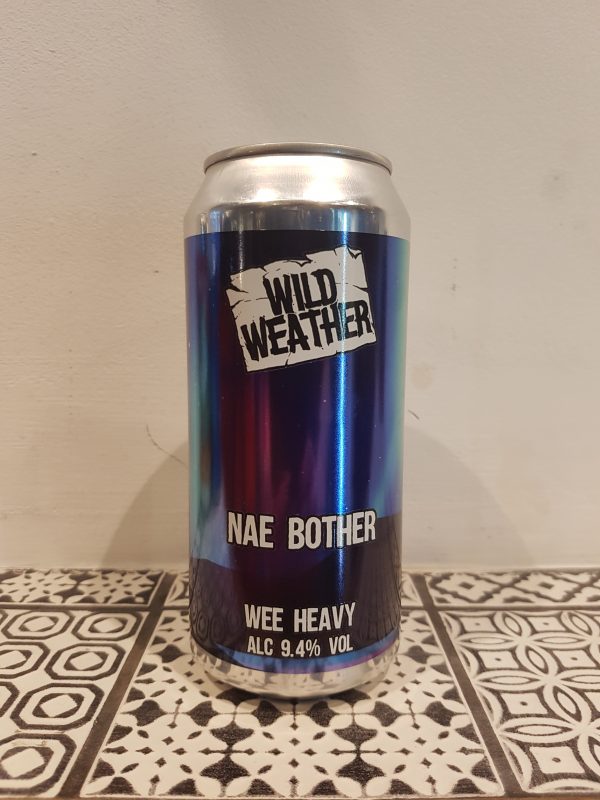 WILD
WEATHER
NAE BOTHER
WEE HEAVY
ALC 9.4% VOL